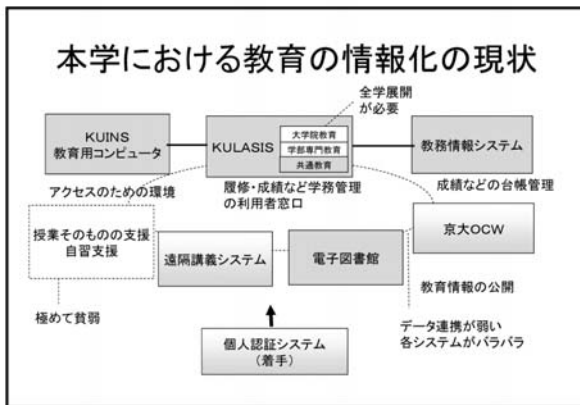 本学における教育の情報化の現状
全学展開
が必要
KUINS
教育用コンピュータ
KULASIS
大学院教育
学部専門教育
共通教育
教務情報システム
アクセスのための環境
履修・成績など学務管理
の利用者窓口
成績などの台帳管理
授業そのものの支援
自習支援
遠隔講義システム
電子図書館
京大OCW
極めて貧弱
教育情報の公開
データ連携が弱い
各システムがバラバラ
個人認証システム
(着手)